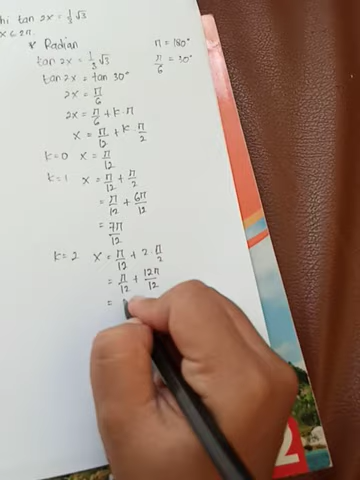 hi tan 2x = 1/3 √3
x < 2π.
Radian
π = 180°
tan 2x = 1/3 √3
π/6 = 30°
tan 2x = tan 30°
2x = π/6
2x = π/6 + k·π
x = π/12 + k π/2
k=0 x = π/12
k=1 x = π/12 + π/2
= π/12 + 6π/12
= 7π/12
k=2 x = π/12 + 2·π/2
= π/12 + 12π/12
=
2